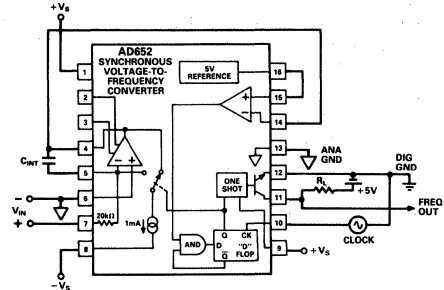 +VS
AD652
SYNCHRONOUS
VOLTAGE-TO-
FREQUENCY
CONVERTER
5V
REFERENCE
1
2
3
4
5
6
7
8
16
15
14
13
12
11
10
9
+
−
−
+
CINT
−
VIN
+
20kΩ
1mA
−VS
ONE
SHOT
AND
Q
CK
D
"D"
FLOP
Q̅
ANA
GND
DIG
GND
RL
+5V
FREQ
OUT
CLOCK
+VS